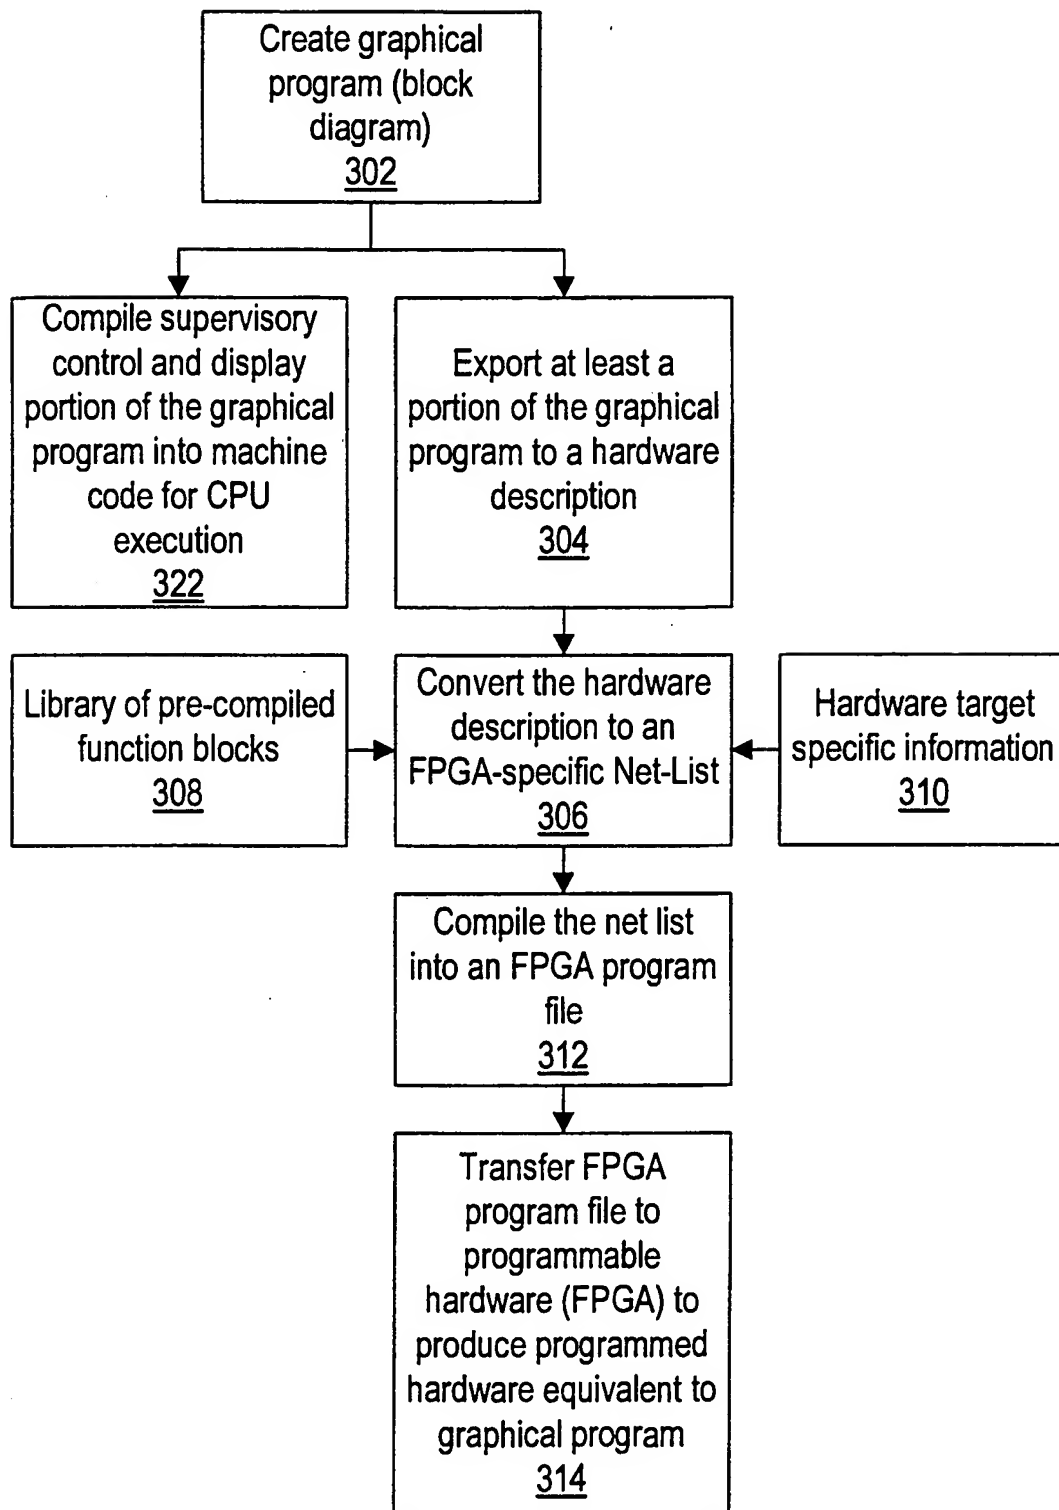 Create graphical
program (block
diagram)
302
Compile supervisory
control and display
portion of the graphical
program into machine
code for CPU
execution
322
Export at least a
portion of the graphical
program to a hardware
description
304
Library of pre-compiled
function blocks
308
Convert the hardware
description to an
FPGA-specific Net-List
306
Hardware target
specific information
310
Compile the net list
into an FPGA program
file
312
Transfer FPGA
program file to
programmable
hardware (FPGA) to
produce programmed
hardware equivalent to
graphical program
314